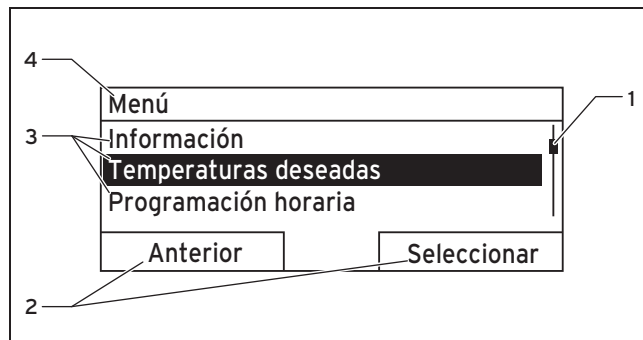 4
Menú
1
3
Información
Temperaturas deseadas
Programación horaria
Anterior
Seleccionar
2